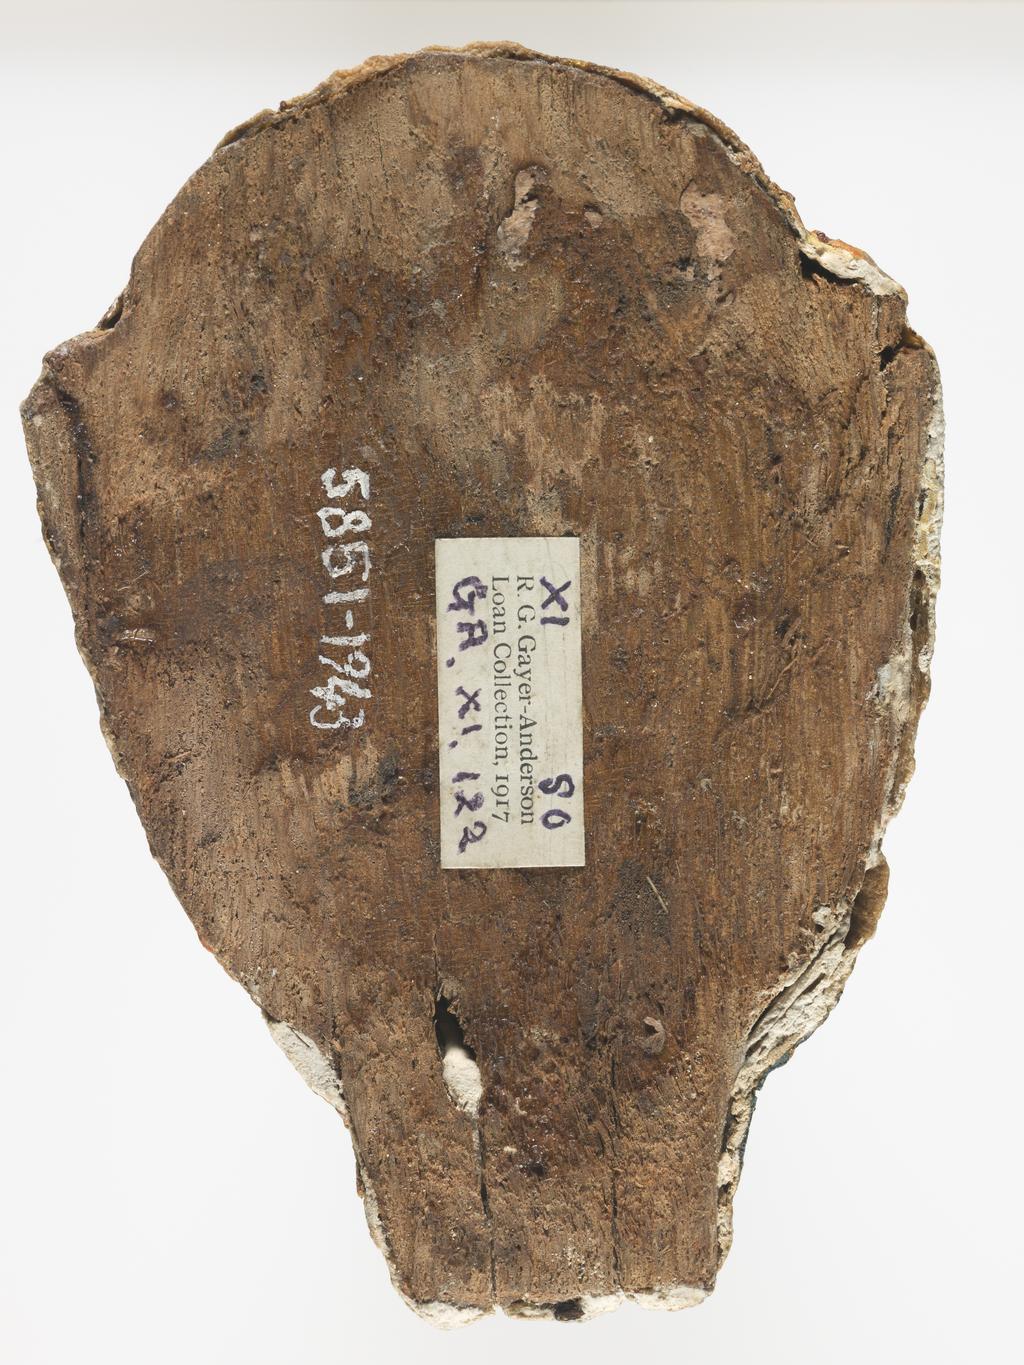 XI 80
R. G. Gayer-Anderson
Loan Collection, 1917
GA. XI. 122
5851-1943